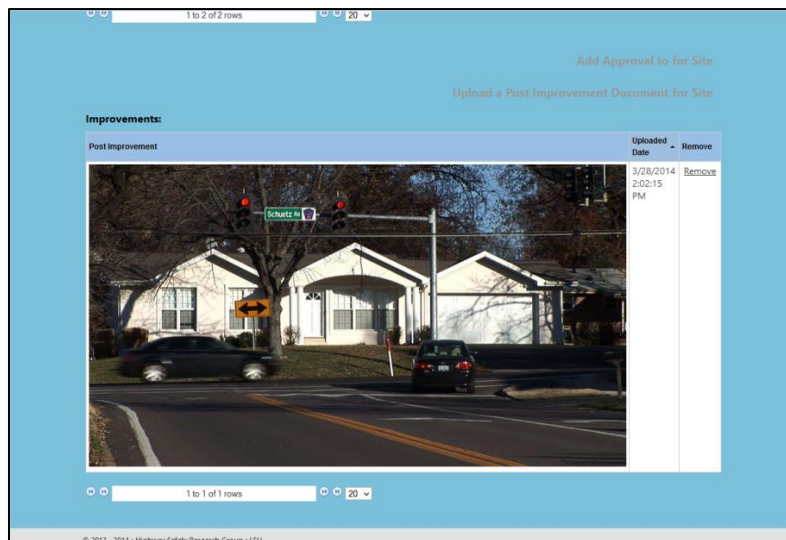 1 to 2 of 2 rows
20
Add Approval to for Site
Upload a Post Improvement Document for Site
Improvements:
Post Improvement
Uploaded Date
Remove
3/28/2014
2:02:15
PM
Remove
Schuetz Rd
1 to 1 of 1 rows
20
© 2013 - 2014 - Highway Safety Research Group - LSU